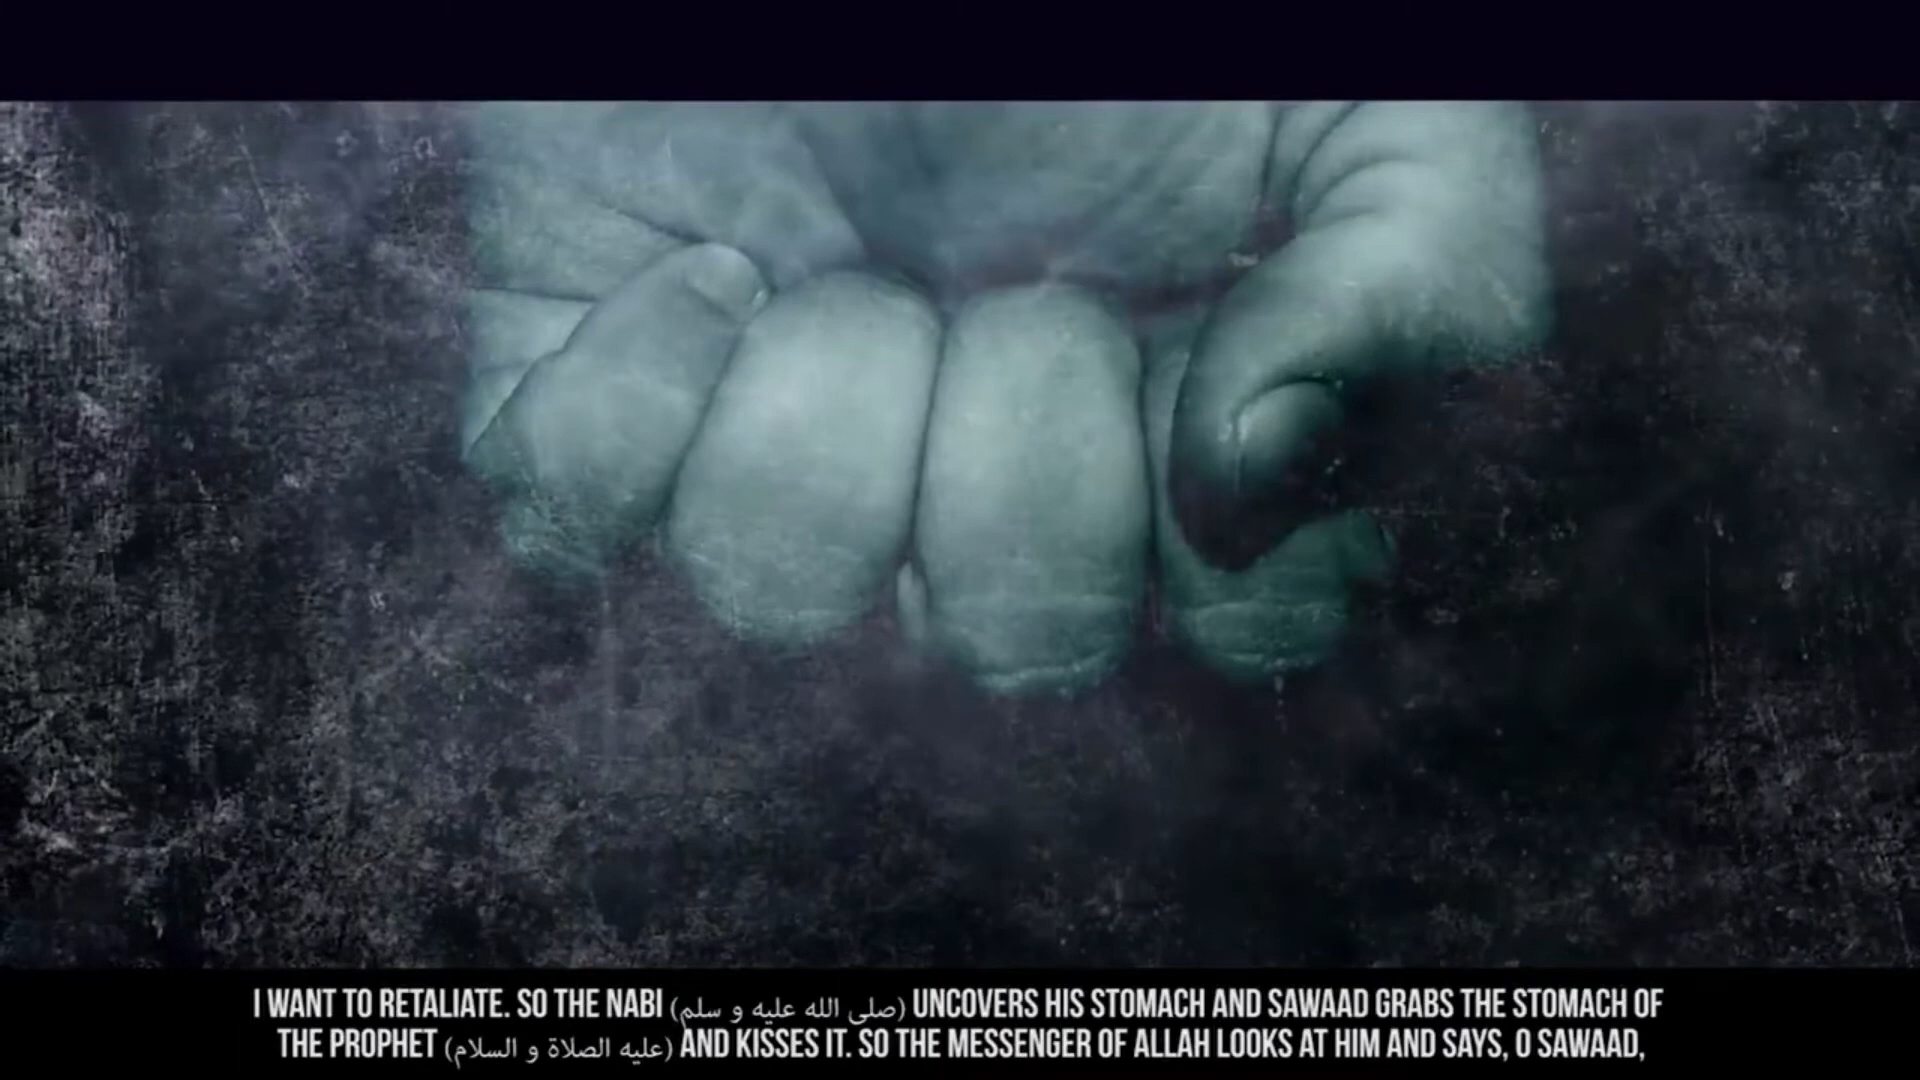 I WANT TO RETALIATE. SO THE NABI (صلى الله عليه و سلم) UNCOVERS HIS STOMACH AND SAWAAD GRABS THE STOMACH OF
THE PROPHET (عليه الصلاة و السلام) AND KISSES IT. SO THE MESSENGER OF ALLAH LOOKS AT HIM AND SAYS, O SAWAAD,